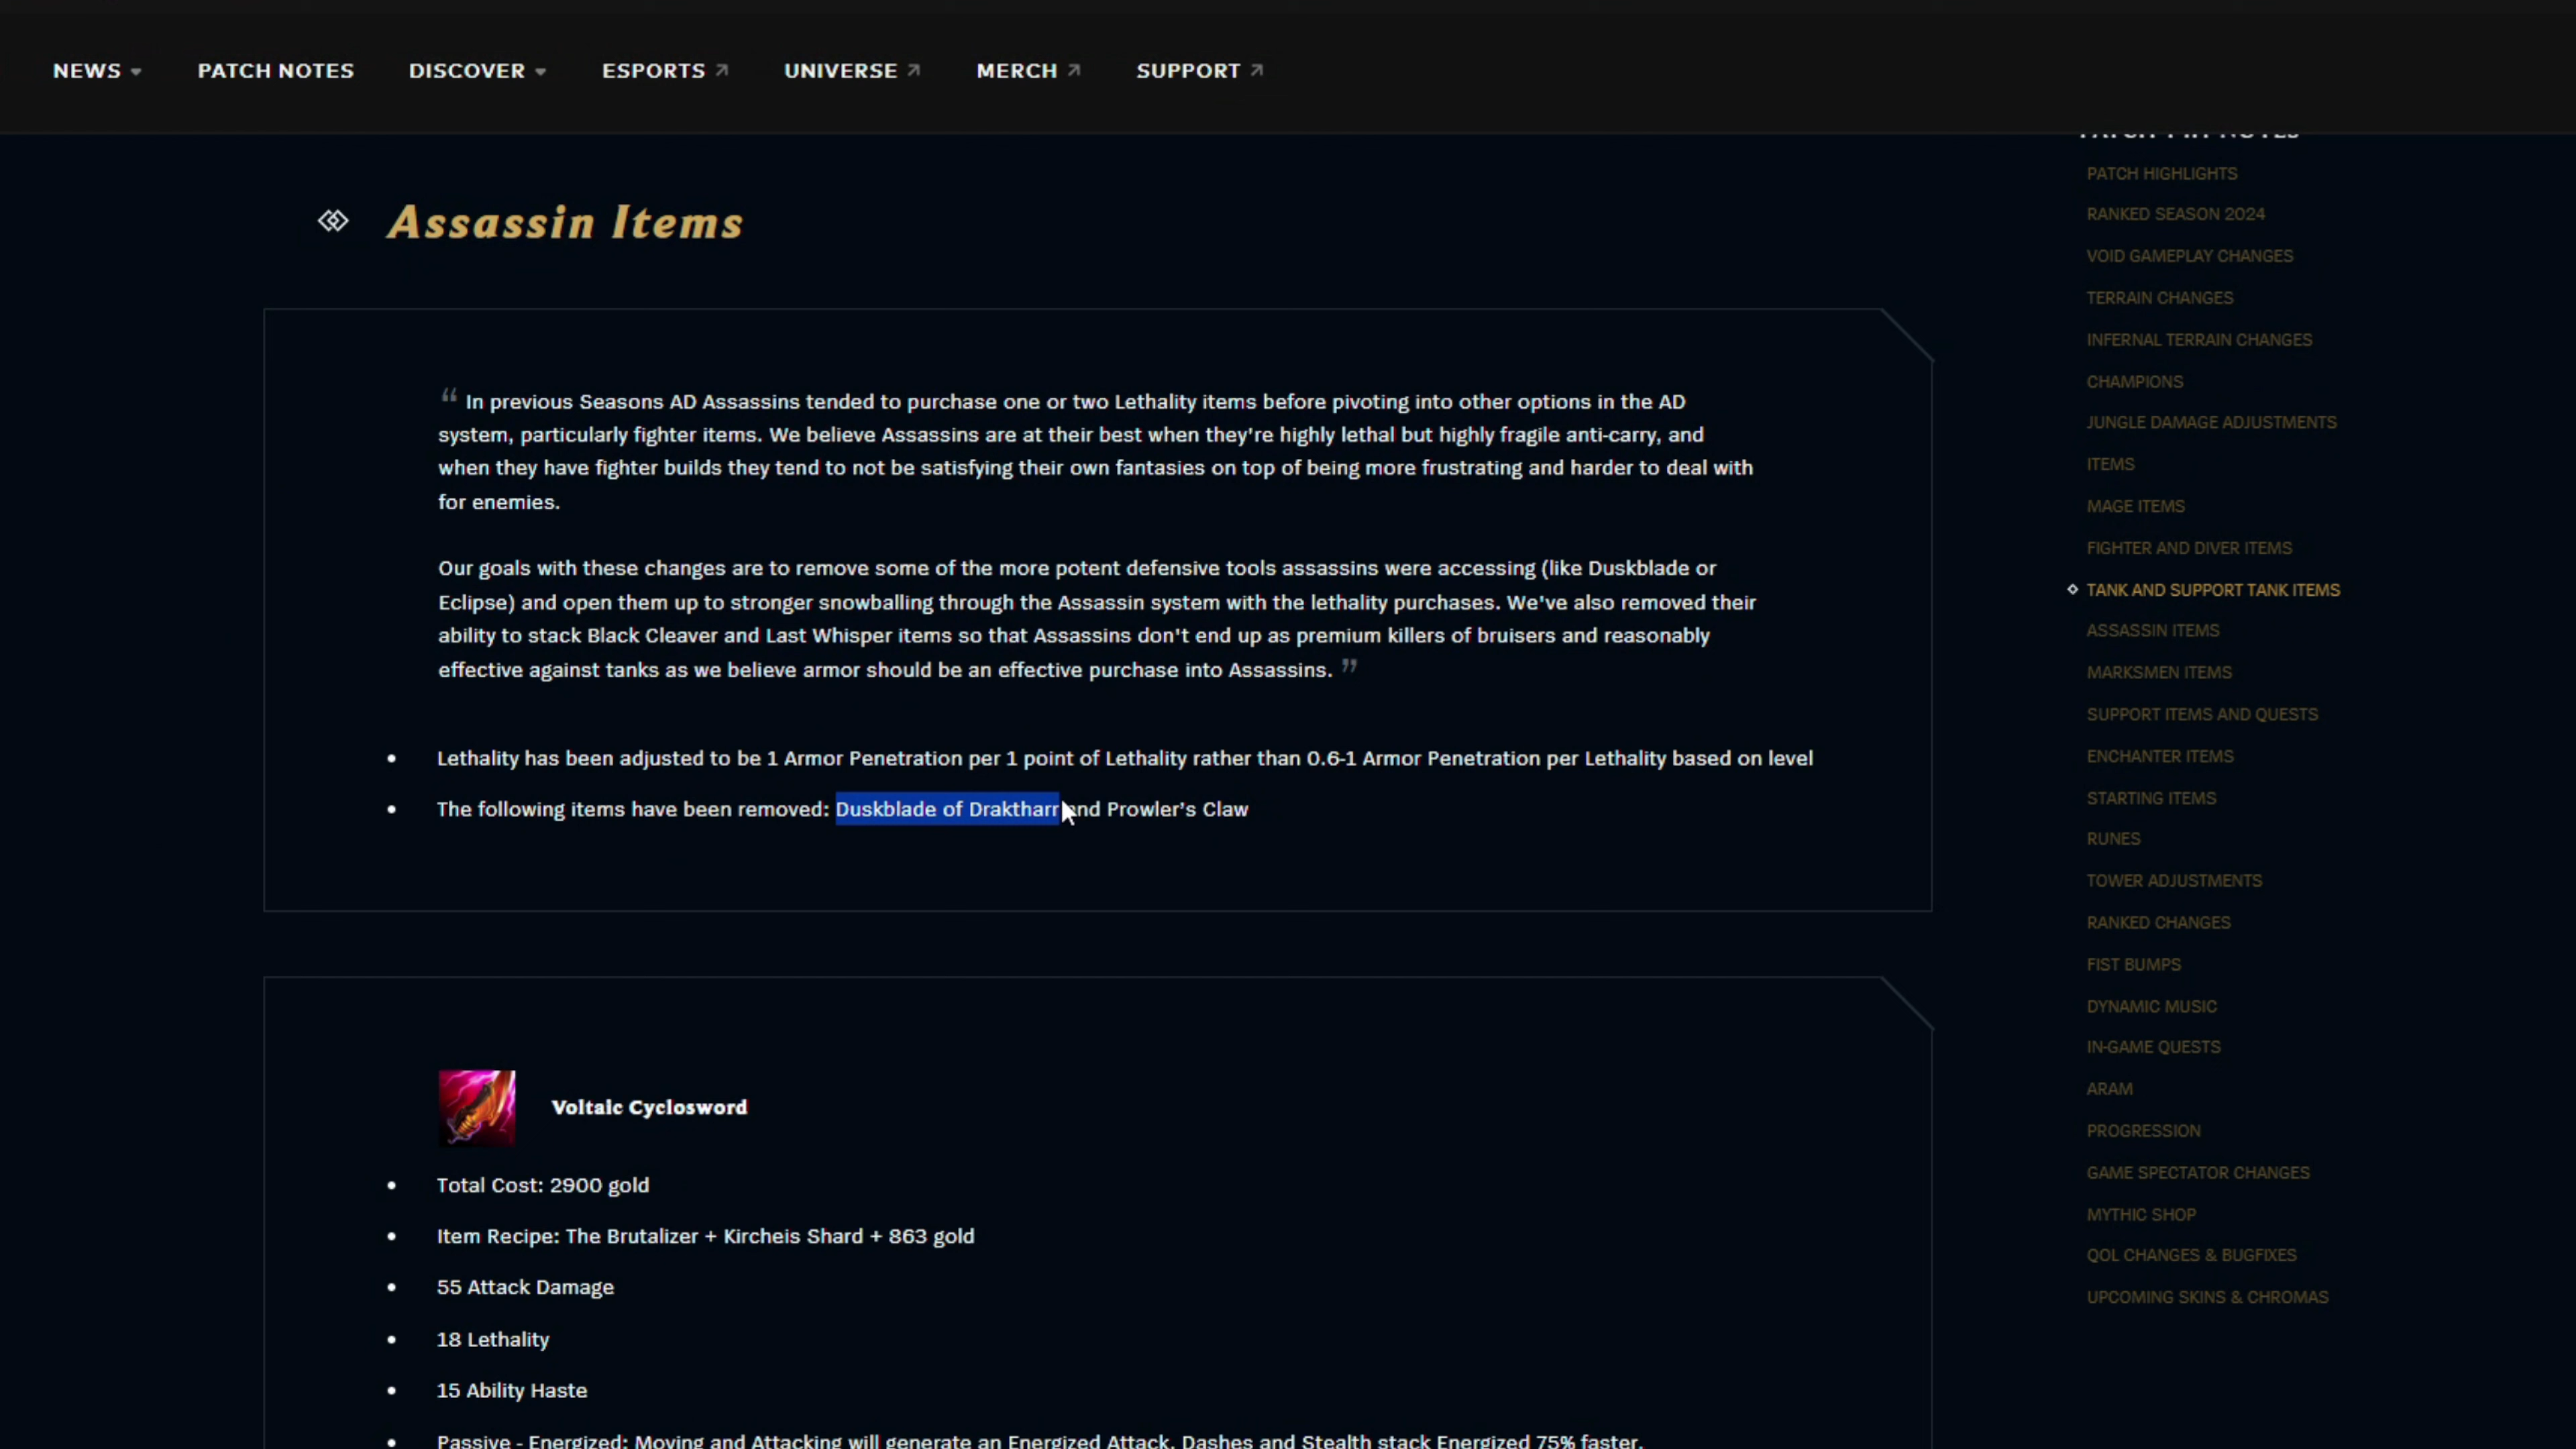 NEWS PATCH NOTES DISCOVER ESPORTS UNIVERSE MERCH SUPPORT
Assassin Items
“ In previous Seasons AD Assassins tended to purchase one or two Lethality items before pivoting into other options in the AD
system, particularly fighter items. We believe Assassins are at their best when they're highly lethal but highly fragile anti-carry, and
when they have fighter builds they tend to not be satisfying their own fantasies on top of being more frustrating and harder to deal with
for enemies.
Our goals with these changes are to remove some of the more potent defensive tools assassins were accessing (like Duskblade or
Eclipse) and open them up to stronger snowballing through the Assassin system with the lethality purchases. We've also removed their
ability to stack Black Cleaver and Last Whisper items so that Assassins don't end up as premium killers of bruisers and reasonably
effective against tanks as we believe armor should be an effective purchase into Assassins. ”
• Lethality has been adjusted to be 1 Armor Penetration per 1 point of Lethality rather than 0.6-1 Armor Penetration per Lethality based on level
• The following items have been removed: Duskblade of Draktharr and Prowler’s Claw
Voltaic Cyclosword
• Total Cost: 2900 gold
• Item Recipe: The Brutalizer + Kircheis Shard + 863 gold
• 55 Attack Damage
• 18 Lethality
• 15 Ability Haste
• Passive - Energized: Moving and Attacking will generate an Energized Attack. Dashes and Stealth stack Energized 75% faster.
PATCH HIGHLIGHTS
RANKED SEASON 2024
VOID GAMEPLAY CHANGES
TERRAIN CHANGES
INFERNAL TERRAIN CHANGES
CHAMPIONS
JUNGLE DAMAGE ADJUSTMENTS
ITEMS
MAGE ITEMS
FIGHTER AND DIVER ITEMS
TANK AND SUPPORT TANK ITEMS
ASSASSIN ITEMS
MARKSMEN ITEMS
SUPPORT ITEMS AND QUESTS
ENCHANTER ITEMS
STARTING ITEMS
RUNES
TOWER ADJUSTMENTS
RANKED CHANGES
FIST BUMPS
DYNAMIC MUSIC
IN-GAME QUESTS
ARAM
PROGRESSION
GAME SPECTATOR CHANGES
MYTHIC SHOP
QOL CHANGES & BUGFIXES
UPCOMING SKINS & CHROMAS